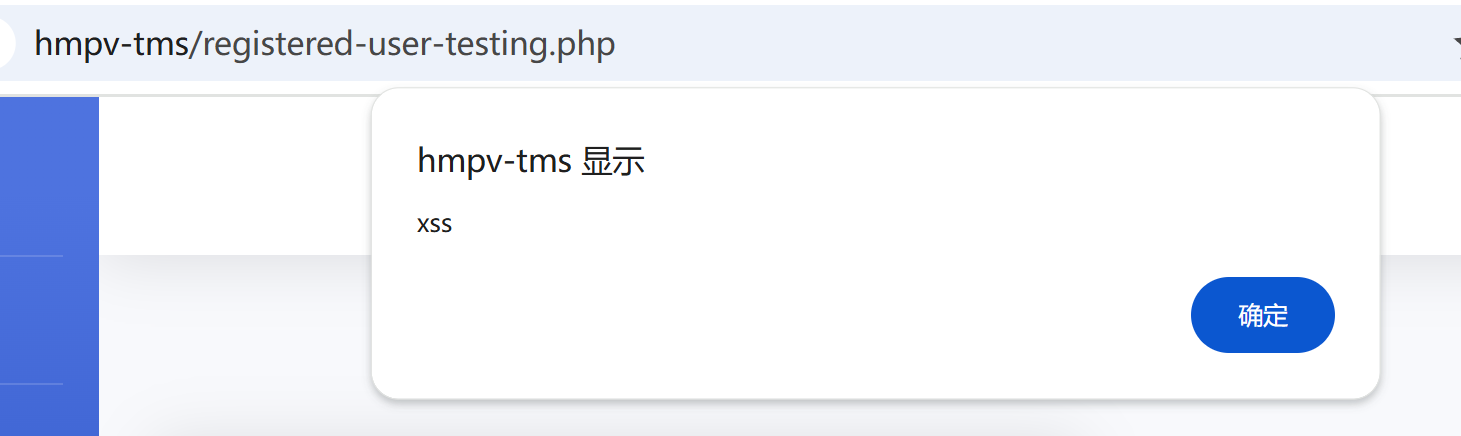 hmpv-tms/registered-user-testing.php
hmpv-tms 显示
xss
确定